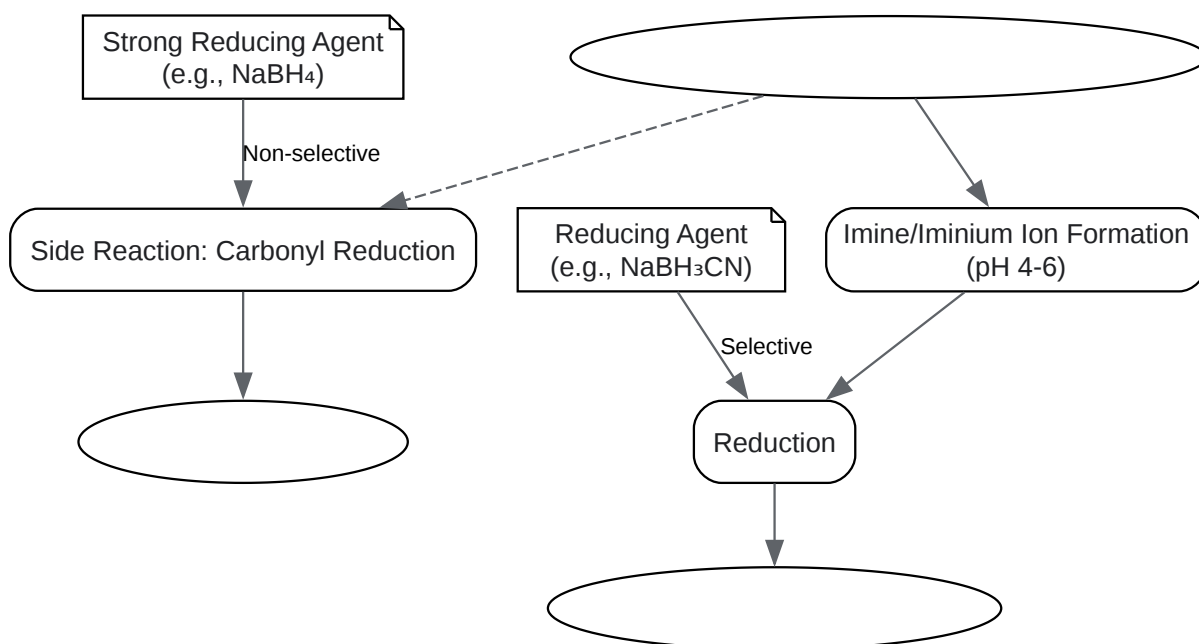 Strong Reducing Agent
(e.g., NaBH₄)
Non-selective
Side Reaction: Carbonyl Reduction
Reducing Agent
(e.g., NaBH₃CN)
Imine/Iminium Ion Formation
(pH 4-6)
Selective
Reduction